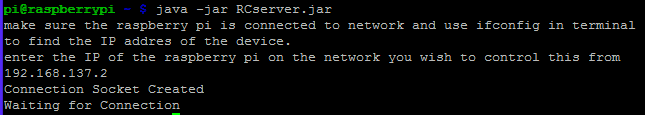 pi@raspberrypi ~ $ java -jar RCserver.jar
make sure the raspberry pi is connected to network and use ifconfig in terminal
to find the IP addres of the device.
enter the IP of the raspberry pi on the network you wish to control this from
192.168.137.2
Connection Socket Created
Waiting for Connection